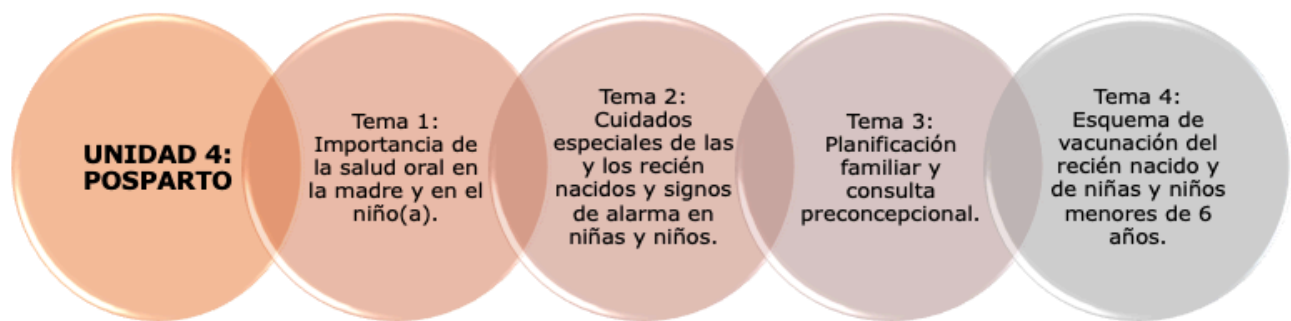 UNIDAD 4:
POSPARTO
Tema 1:
Importancia de
la salud oral en
la madre y en el
niño(a).
Tema 2:
Cuidados
especiales de las
y los recién
nacidos y signos
de alarma en
niñas y niños.
Tema 3:
Planificación
familiar y
consulta
preconcepcional.
Tema 4:
Esquema de
vacunación del
recién nacido y
de niñas y niños
menores de 6
años.